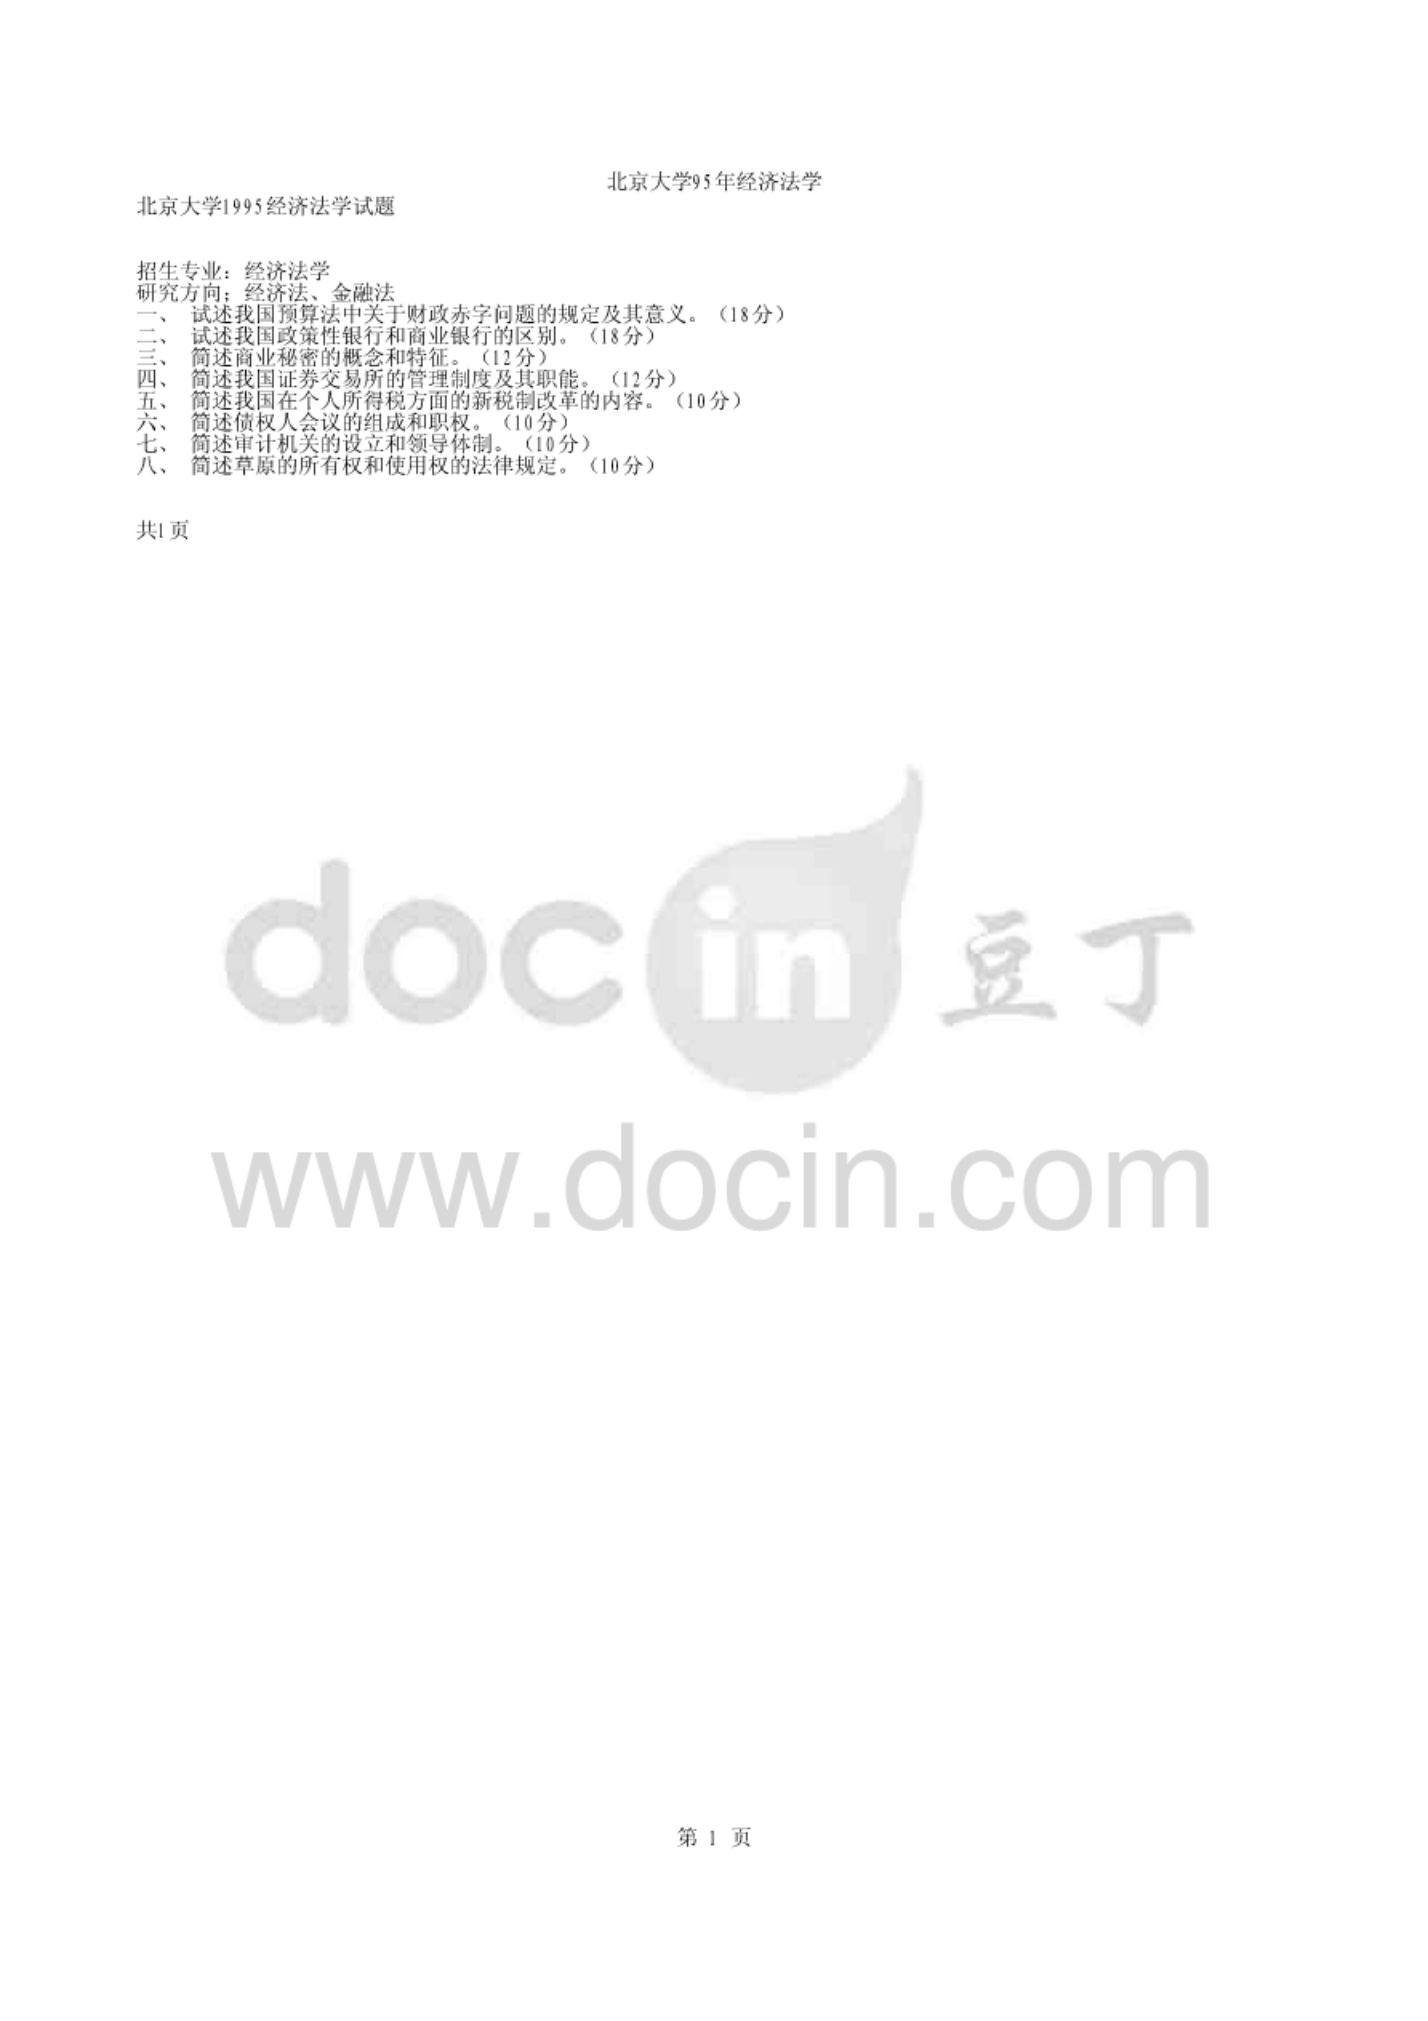 北京大学95年经济法学
北京大学1995经济法学试题
招生专业：经济法学
研究方向；经济法、金融法
一、 试述我国预算法中关于财政赤字问题的规定及其意义。（18分）
二、 试述我国政策性银行和商业银行的区别。（18分）
三、 简述商业秘密的概念和特征。（12分）
四、 简述我国证券交易所的管理制度及其职能。（12分）
五、 简述我国在个人所得税方面的新税制改革的内容。（10分）
六、 简述债权人会议的组成和职权。（10分）
七、 简述审计机关的设立和领导体制。（10分）
八、 简述草原的所有权和使用权的法律规定。（10分）
共1页
docin 豆丁
www.docin.com
第 1 页